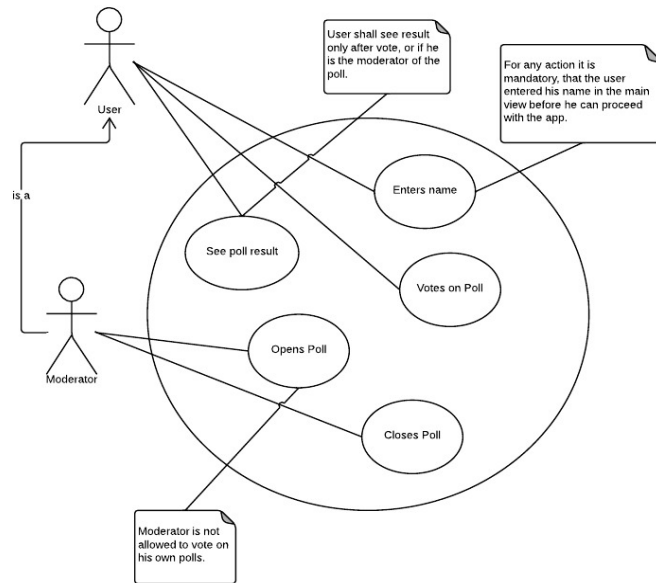 User shall see result
only after vote, or if he
is the moderator of the
poll.
For any action it is
mandatory, that the user
entered his name in the main
view before he can proceed
with the app.
User
is a
Enters name
See poll result
Votes on Poll
Opens Poll
Moderator
Closes Poll
Moderator is not
allowed to vote on
his own polls.